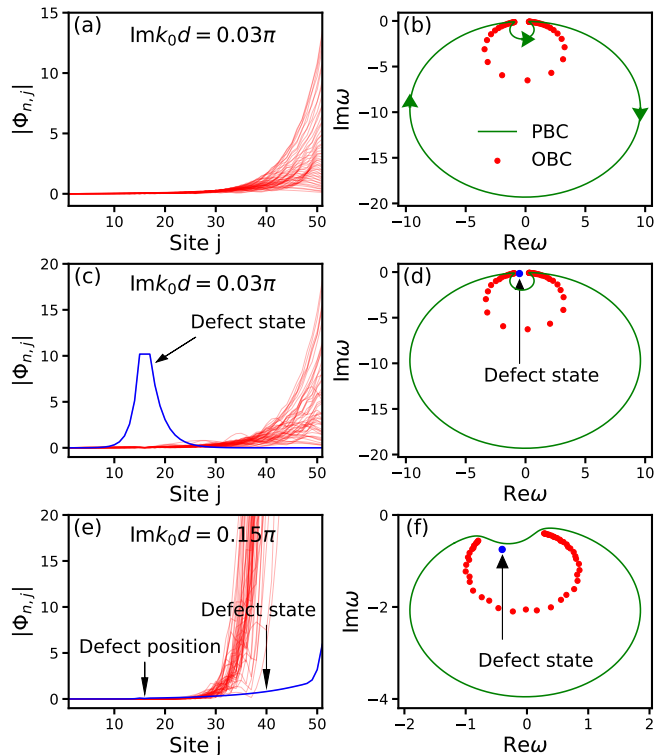 (a)
Imk₀d = 0.03π
15
10
5
0
|Φₙ,ⱼ|
10 20 30 40 50
Site j
(b)
0
−5
−10
−15
−20
Imω
PBC
OBC
−10 −5 0 5 10
Reω
(c)
Imk₀d = 0.03π
Defect state
20
15
10
5
0
|Φₙ,ⱼ|
10 20 30 40 50
Site j
(d)
0
−5
−10
−15
−20
Imω
Defect state
−10 −5 0 5 10
Reω
(e)
Imk₀d = 0.15π
Defect state
Defect position
20
15
10
5
0
|Φₙ,ⱼ|
10 20 30 40 50
Site j
(f)
0
−2
−4
Imω
Defect state
−2 −1 0 1 2
Reω